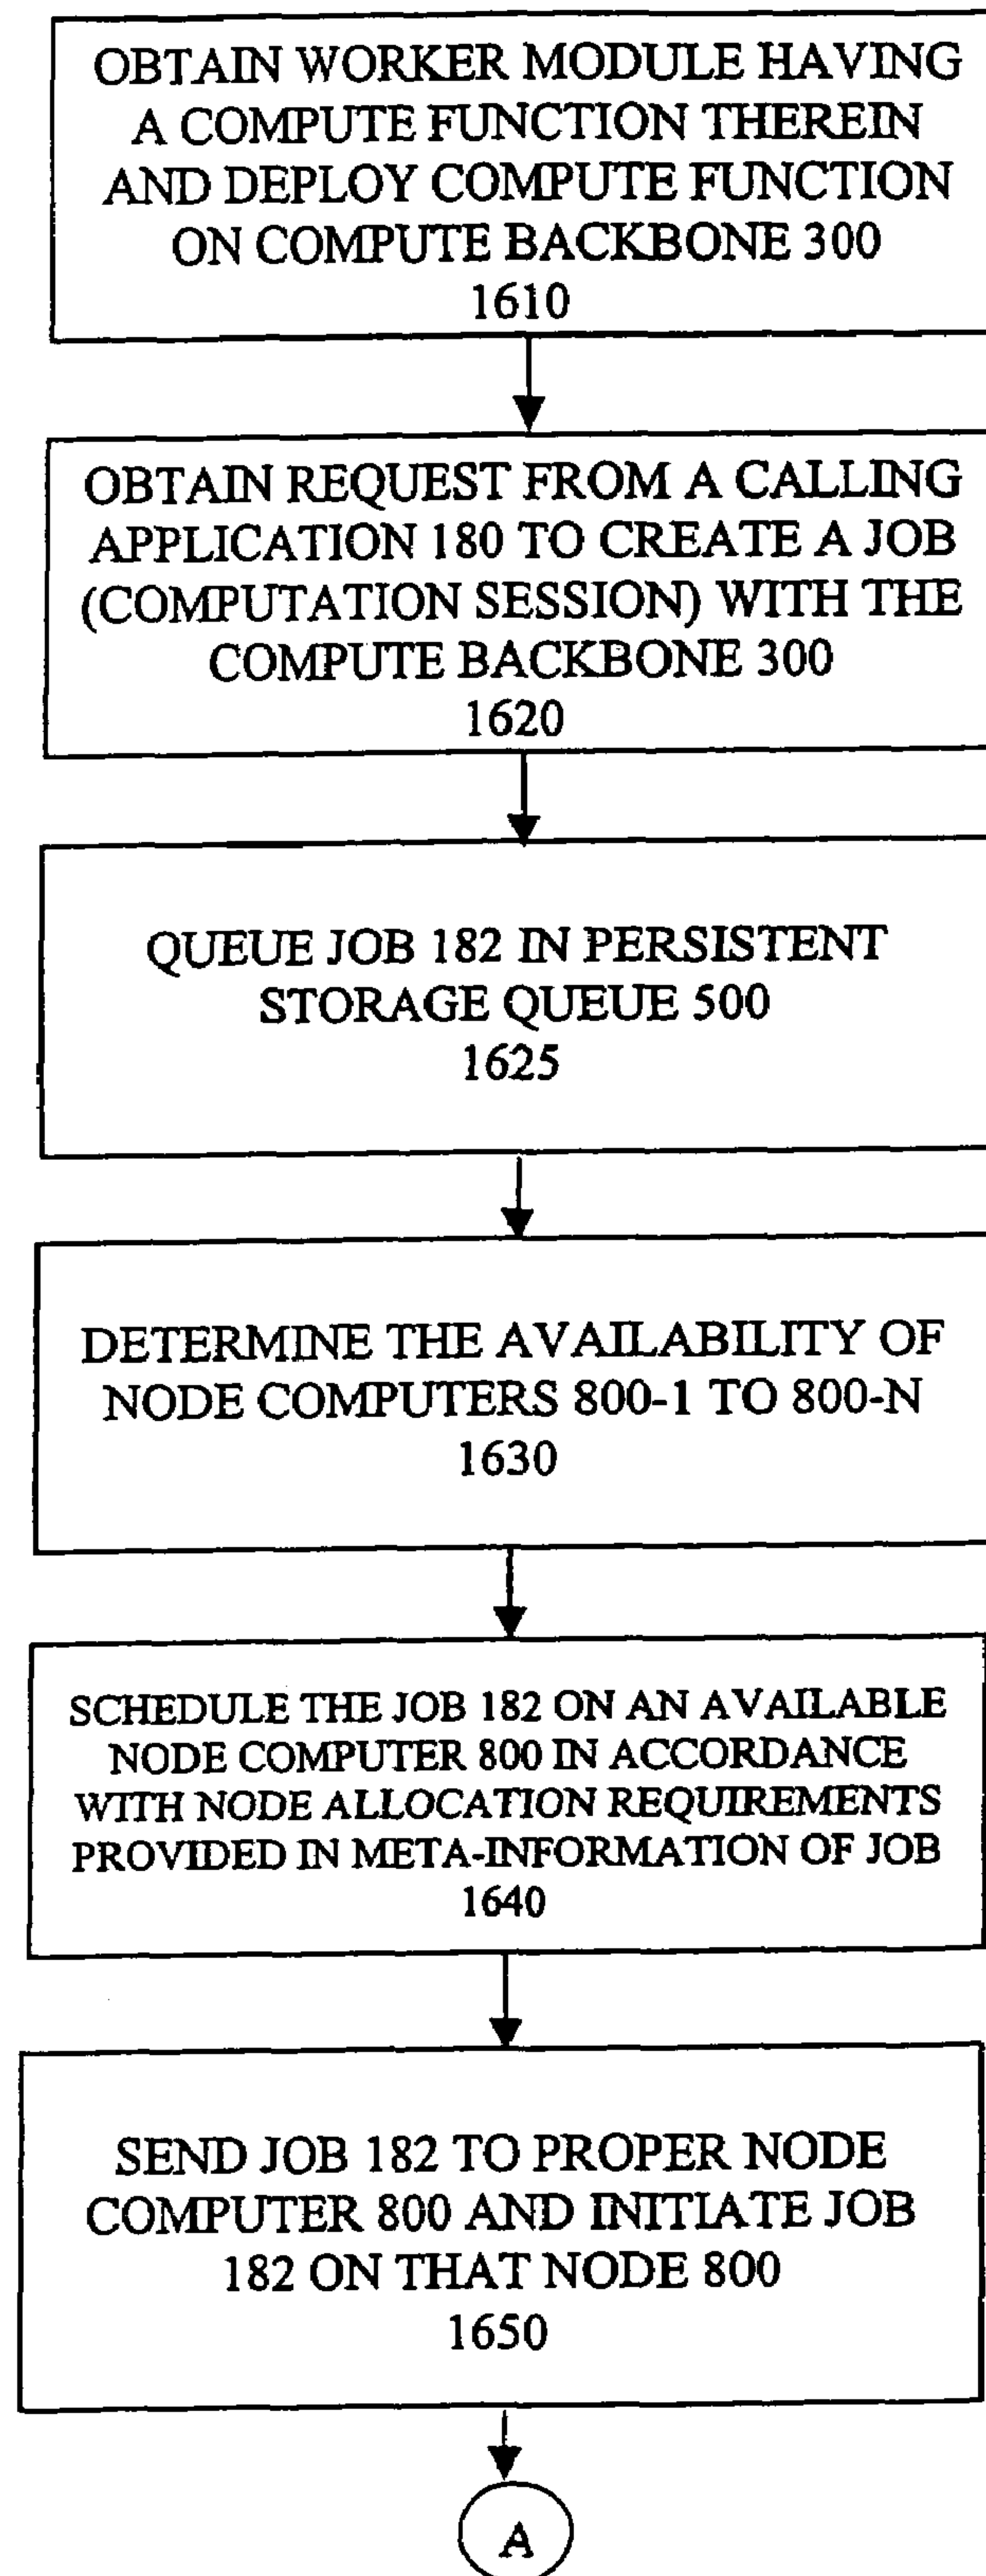 OBTAIN WORKER MODULE HAVING
A COMPUTE FUNCTION THEREIN
AND DEPLOY COMPUTE FUNCTION
ON COMPUTE BACKBONE 300
1610
OBTAIN REQUEST FROM A CALLING
APPLICATION 180 TO CREATE A JOB
(COMPUTATION SESSION) WITH THE
COMPUTE BACKBONE 300
1620
QUEUE JOB 182 IN PERSISTENT
STORAGE QUEUE 500
1625
DETERMINE THE AVAILABILITY OF
NODE COMPUTERS 800-1 TO 800-N
1630
SCHEDULE THE JOB 182 ON AN AVAILABLE
NODE COMPUTER 800 IN ACCORDANCE
WITH NODE ALLOCATION REQUIREMENTS
PROVIDED IN META-INFORMATION OF JOB
1640
SEND JOB 182 TO PROPER NODE
COMPUTER 800 AND INITIATE JOB
182 ON THAT NODE 800
1650
A